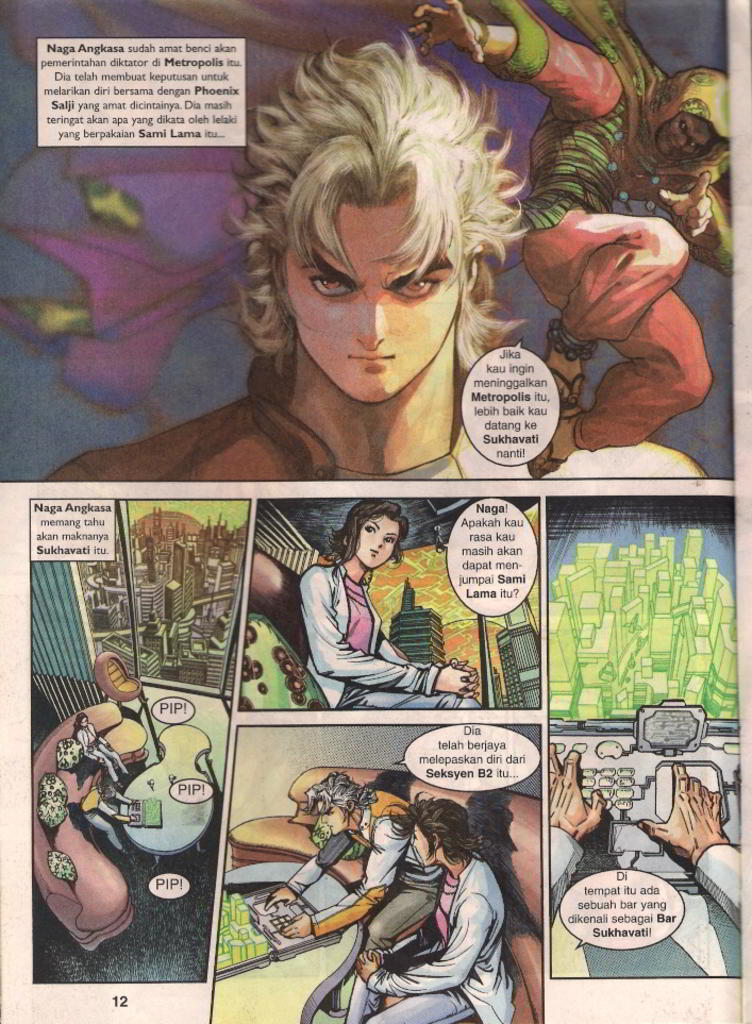 Naga Angkasa sudah amat benci akan
pemerintahan diktator di Metropolis itu.
Dia telah membuat keputusan untuk
melarikan diri bersama dengan Phoenix
Salji yang amat dicintainya. Dia masih
teringat akan apa yang dikata oleh lelaki
yang berpakaian Sami Lama itu...
Jika
kau ingin
meninggalkan
Metropolis itu,
lebih baik kau
datang ke
Sukhavati
nanti!
Naga Angkasa
memang tahu
akan maknanya
Sukhavati itu.
PIP!
PIP!
PIP!
Naga!
Apakah kau
rasa kau
masih akan
dapat men-
jumpai Sami
Lama itu?
Dia
telah berjaya
melepaskan diri dari
Seksyen B2 itu...
Di
tempat itu ada
sebuah bar yang
dikenali sebagai Bar
Sukhavati!
12